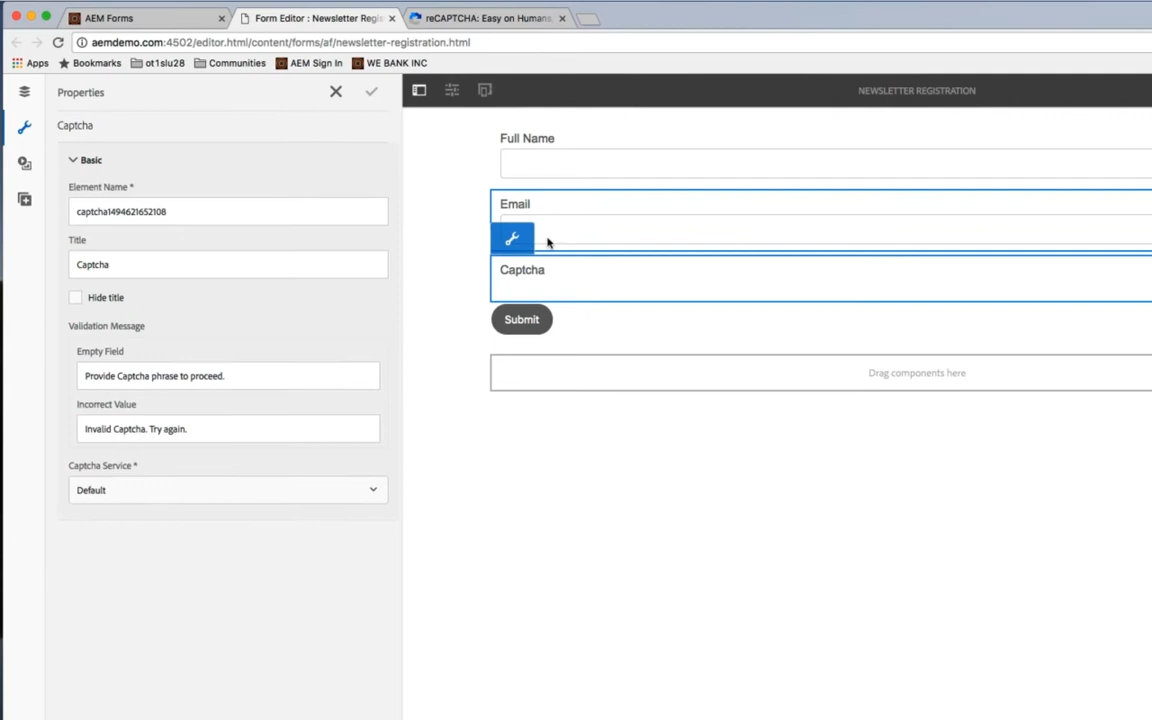 AEM Forms
Form Editor : Newsletter Regis
reCAPTCHA: Easy on Humans,
aemdemo.com:4502/editor.html/content/forms/af/newsletter-registration.html
Apps Bookmarks ot1slu28 Communities AEM Sign In WE BANK INC
Properties
NEWSLETTER REGISTRATION
Captcha
Basic
Element Name *
captcha1494621652108
Title
Captcha
Hide title
Validation Message
Empty Field
Provide Captcha phrase to proceed.
Incorrect Value
Invalid Captcha. Try again.
Captcha Service *
Default
Full Name
Email
Captcha
Submit
Drag components here